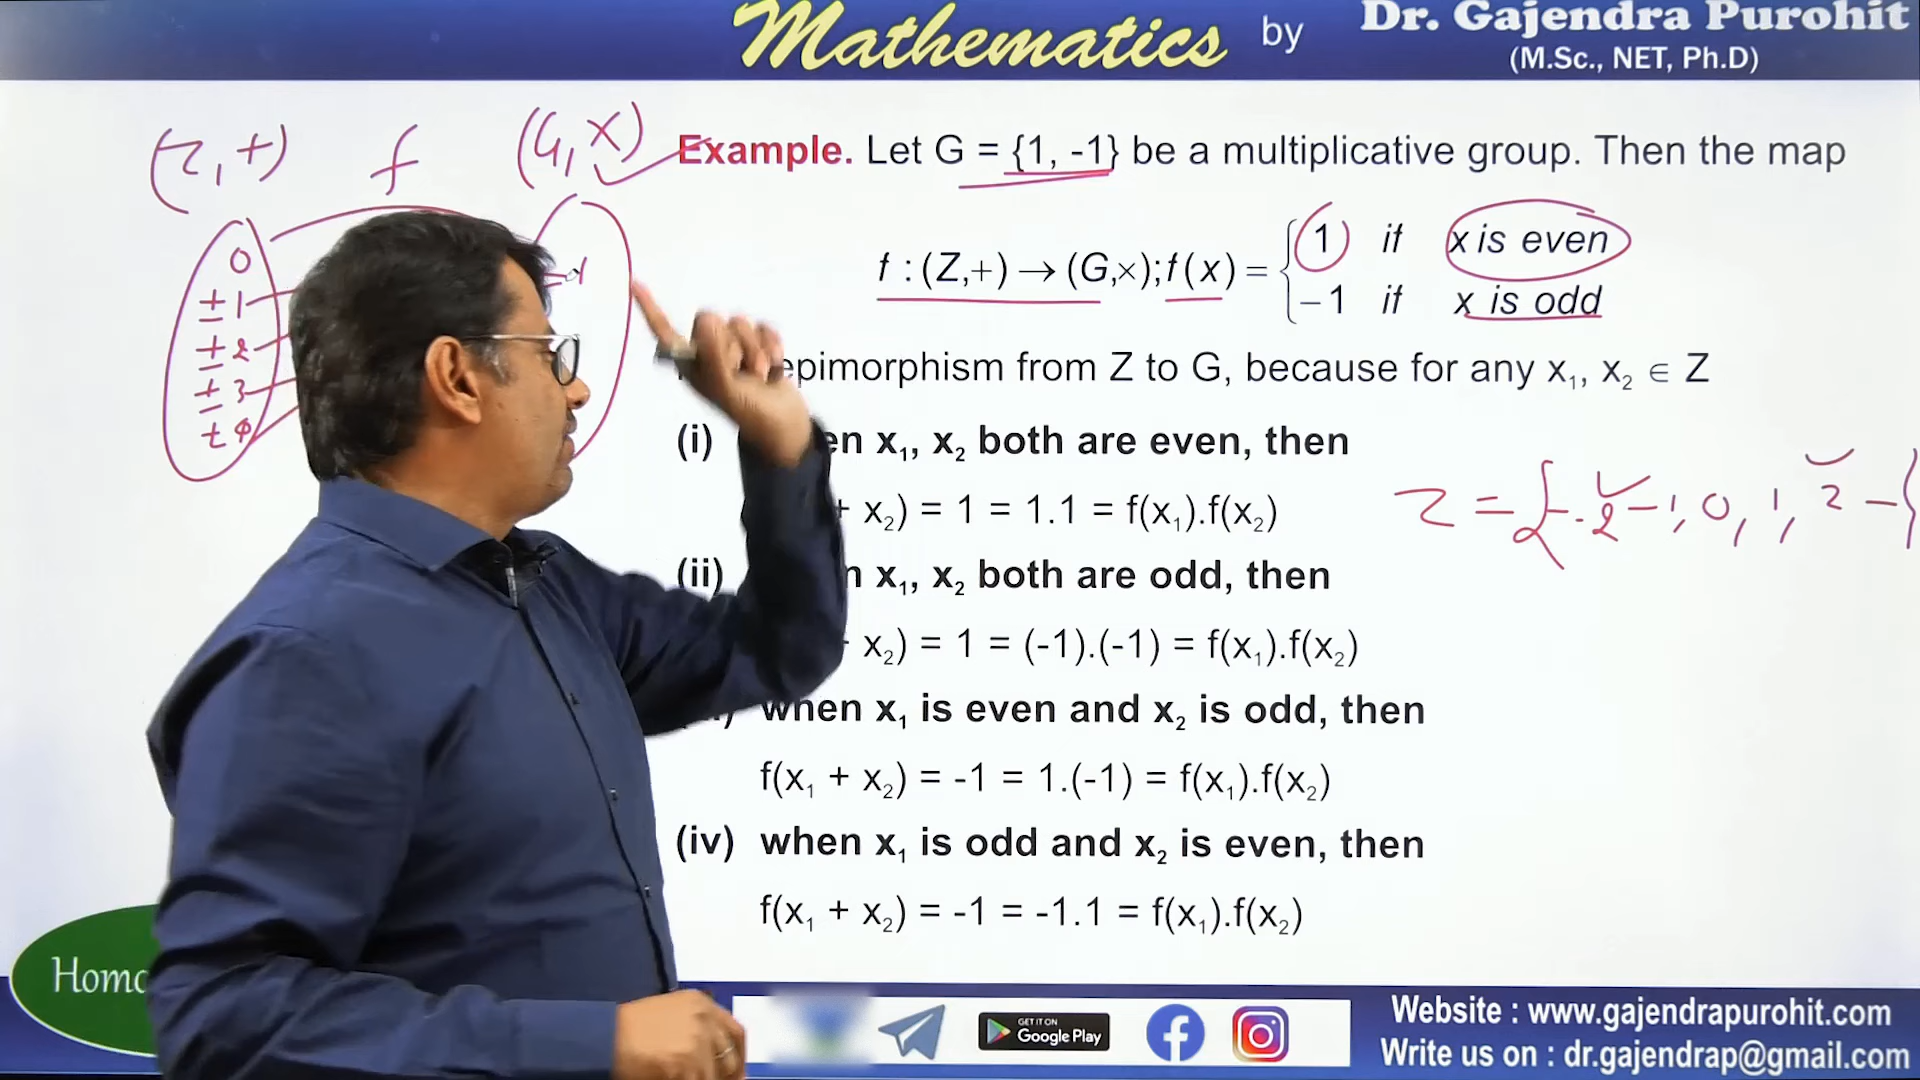 Mathematics by Dr. Gajendra Purohit
(M.Sc., NET, Ph.D)
(Z, +) f (G, ×)
Example. Let G = {1, -1} be a multiplicative group. Then the map
f : (Z,+) → (G,×); f(x) = { 1 if x is even
−1 if x is odd
0
±1
±2
±3
-1
epimorphism from Z to G, because for any x₁, x₂ ∈ Z
(i) en x₁, x₂ both are even, then
+ x₂) = 1 = 1.1 = f(x₁).f(x₂)
Z = {-.2-1, 0, 1, 2 -}
(ii) n x₁, x₂ both are odd, then
x₂) = 1 = (-1).(-1) = f(x₁).f(x₂)
when x₁ is even and x₂ is odd, then
f(x₁ + x₂) = -1 = 1.(-1) = f(x₁).f(x₂)
(iv) when x₁ is odd and x₂ is even, then
f(x₁ + x₂) = -1 = -1.1 = f(x₁).f(x₂)
Homo
GET IT ON
Google Play
Website : www.gajendrapurohit.com
Write us on : dr.gajendrap@gmail.com